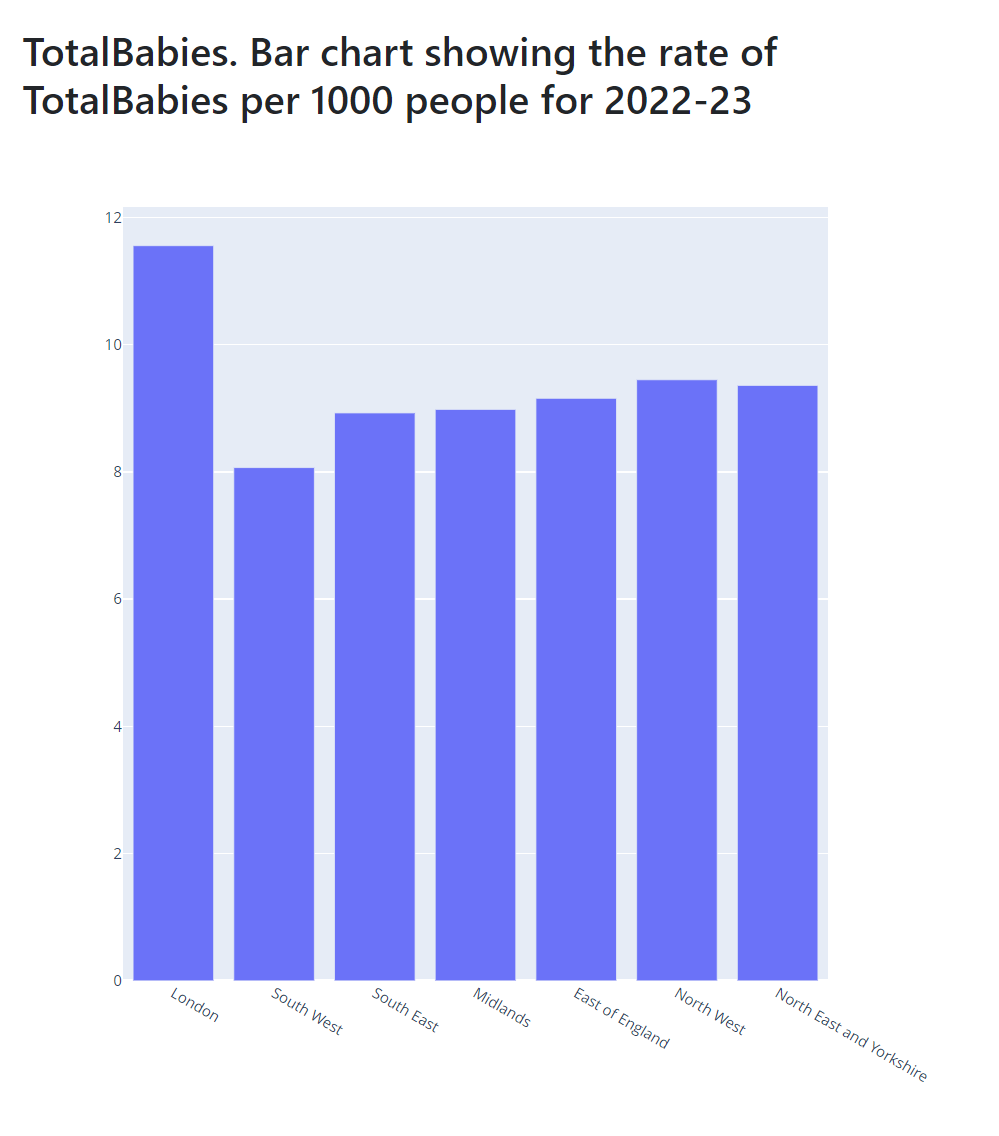 TotalBabies. Bar chart showing the rate of
TotalBabies per 1000 people for 2022-23
12
10
8
6
4
2
0
London
South West
South East
Midlands
East of England
North West
North East and Yorkshire